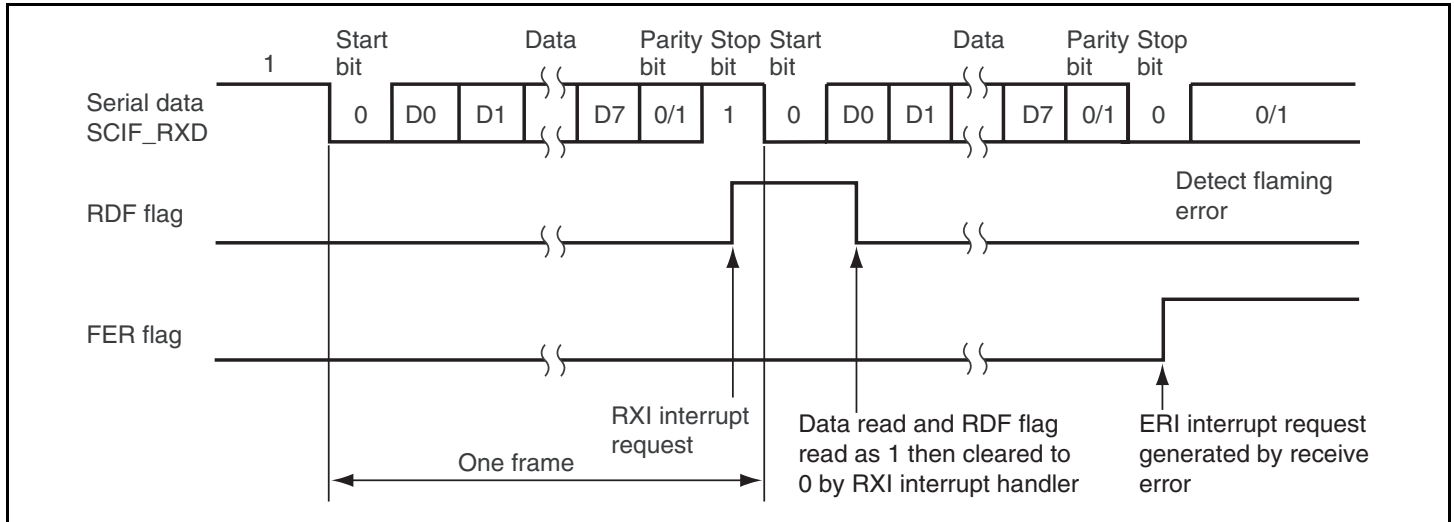 Start bit
Data
Parity bit
Stop bit
Start bit
Data
Parity bit
Stop bit
1
Serial data
SCIF_RXD
0 D0 D1 D7 0/1 1 0 D0 D1 D7 0/1 0 0/1
Detect flaming
error
RDF flag
FER flag
RXI interrupt
request
Data read and RDF flag
read as 1 then cleared to
0 by RXI interrupt handler
ERI interrupt request
generated by receive
error
One frame